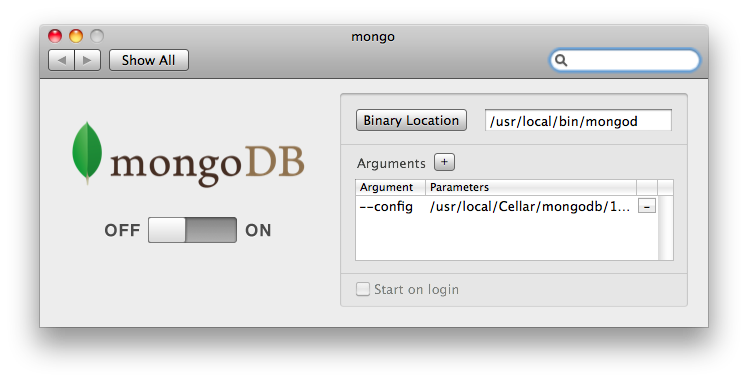 mongo
Show All
mongoDB
OFF ON
Binary Location /usr/local/bin/mongod
Arguments +
Argument Parameters
--config /usr/local/Cellar/mongodb/1... -
Start on login